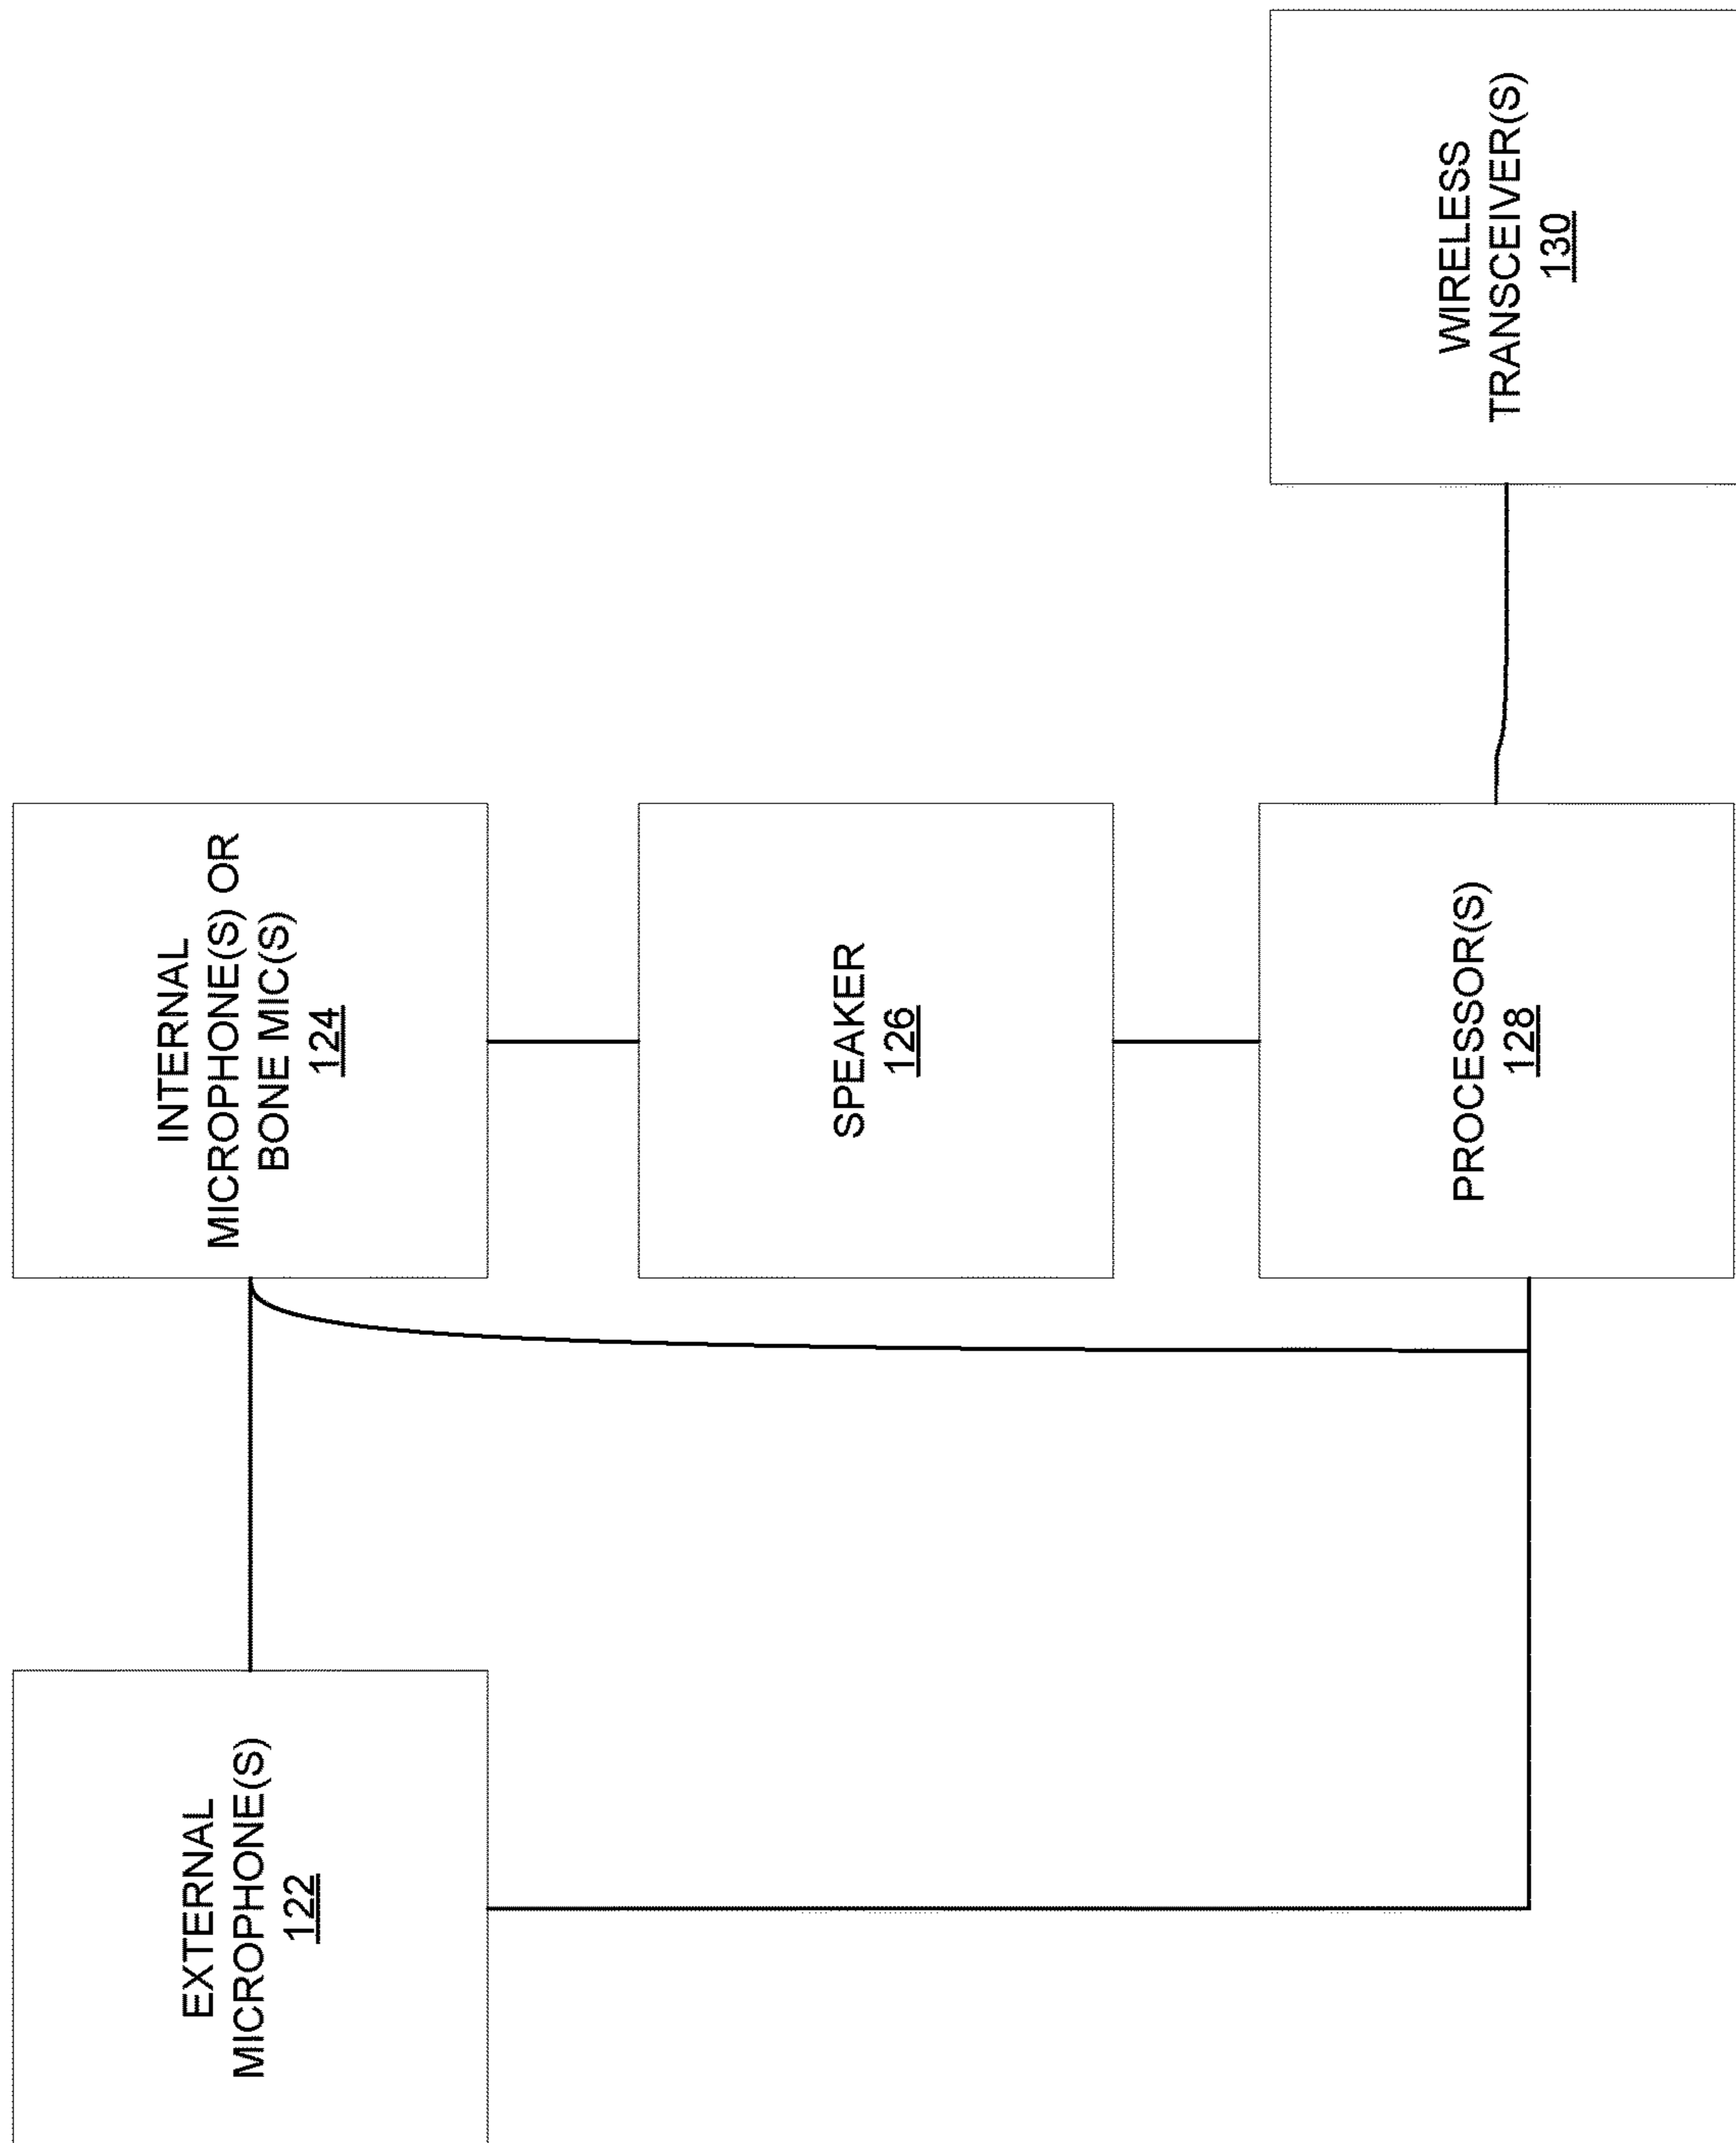 EXTERNAL
MICROPHONE(S)
122
INTERNAL
MICROPHONE(S) OR
BONE MIC(S)
124
SPEAKER
126
PROCESSOR(S)
128
WIRELESS
TRANSCEIVER(S)
130